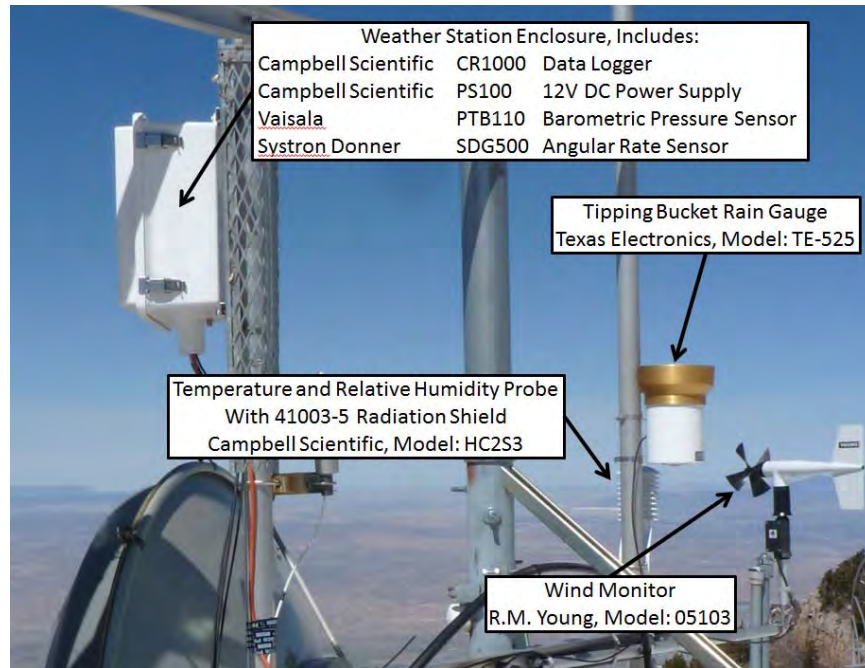 Weather Station Enclosure, Includes:
Campbell Scientific CR1000 Data Logger
Campbell Scientific PS100 12V DC Power Supply
Vaisala PTB110 Barometric Pressure Sensor
Systron Donner SDG500 Angular Rate Sensor
Tipping Bucket Rain Gauge
Texas Electronics, Model: TE-525
Temperature and Relative Humidity Probe
With 41003-5 Radiation Shield
Campbell Scientific, Model: HC2S3
Wind Monitor
R.M. Young, Model: 05103